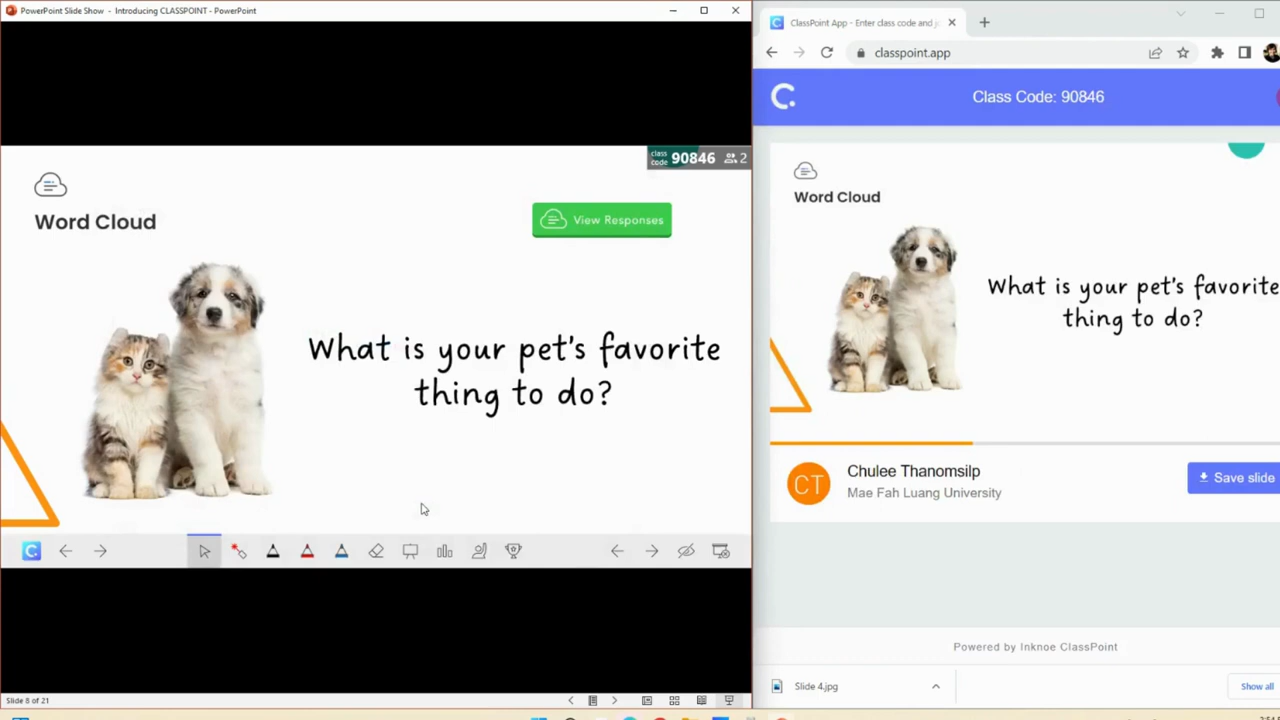 PowerPoint Slide Show - Introducing CLASSPOINT - PowerPoint
class code 90846 2
Word Cloud
View Responses
What is your pet's favorite
thing to do?
Slide 8 of 21
ClassPoint App - Enter class code and
classpoint.app
Class Code: 90846
Word Cloud
What is your pet's favorite
thing to do?
CT
Chulee Thanomsilp
Mae Fah Luang University
Save slide
Powered by Inknoe ClassPoint
Slide 4.jpg
Show all